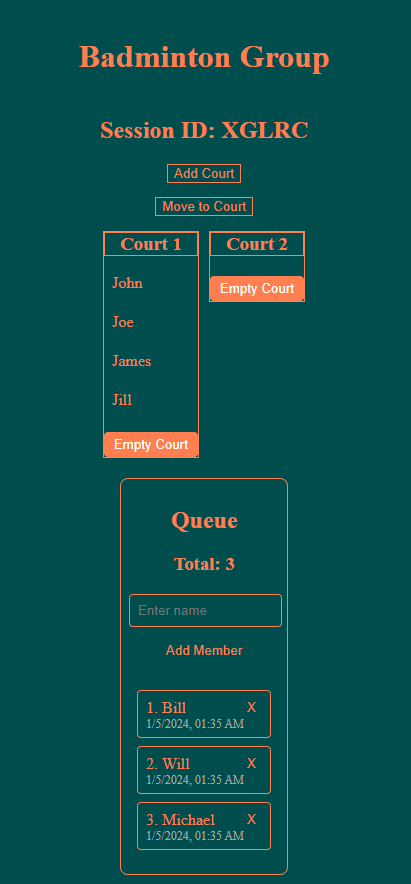 Badminton Group
Session ID: XGLRC
Add Court
Move to Court
Court 1
John
Joe
James
Jill
Empty Court
Court 2
Empty Court
Queue
Total: 3
Enter name
Add Member
1. Bill X
1/5/2024, 01:35 AM
2. Will X
1/5/2024, 01:35 AM
3. Michael X
1/5/2024, 01:35 AM